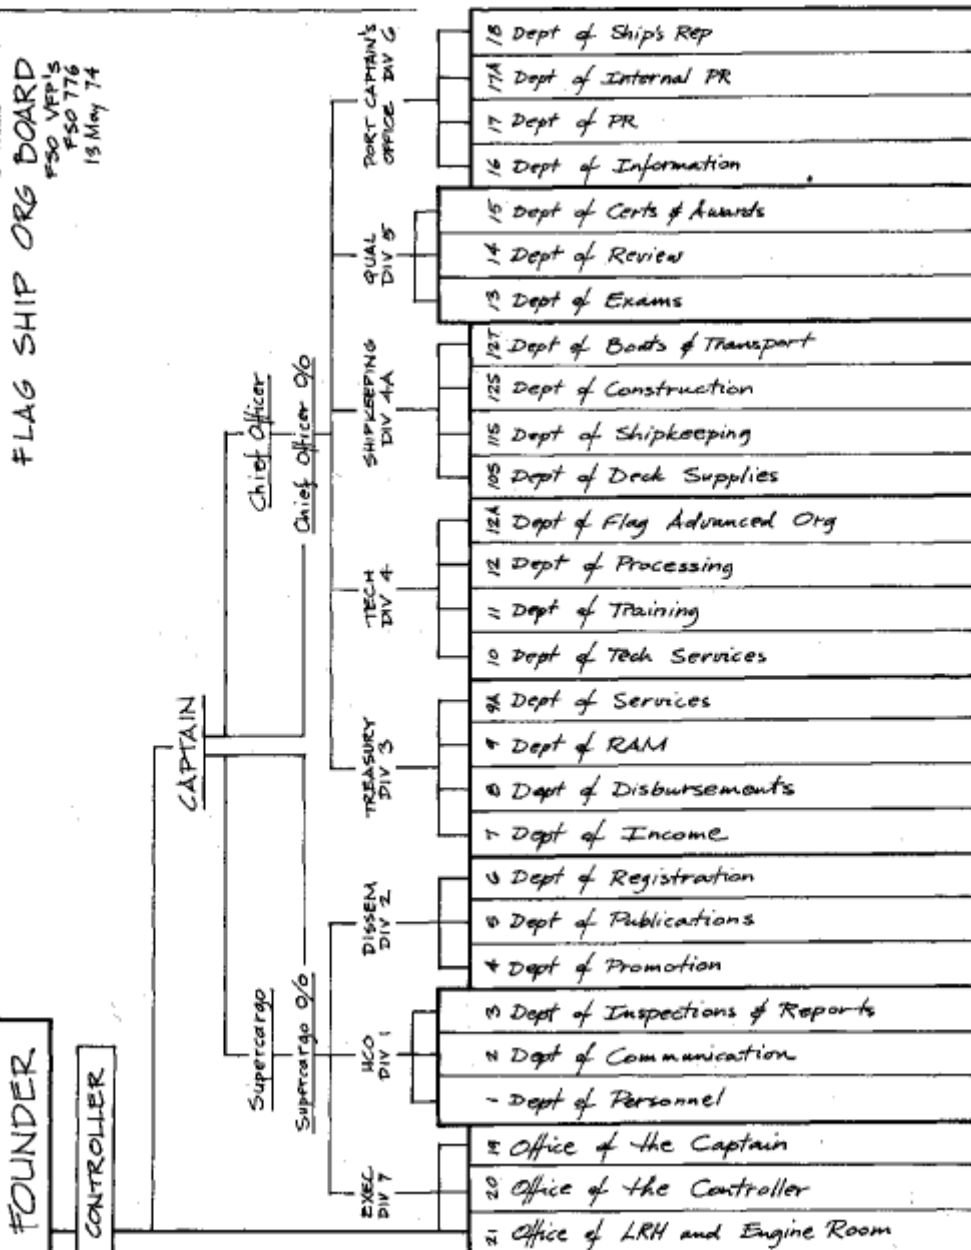 FLAG SHIP ORG BOARD
FSO VFP's
FSO 776
13 May 74
FOUNDER
CONTROLLER
CAPTAIN
Supercargo
Supercargo O/O
Chief Officer
Chief Officer O/O
PORT CAPTAIN'S
OFFICE DIV 6
18 Dept of Ship's Rep
17A Dept of Internal PR
17 Dept of PR
16 Dept of Information
QUAL
DIV 5
15 Dept of Certs & Awards
14 Dept of Review
13 Dept of Exams
SHIPKEEPING
DIV 4A
12T Dept of Boats & Transport
12S Dept of Construction
11S Dept of Shipkeeping
10S Dept of Deck Supplies
TECH
DIV 4
12A Dept of Flag Advanced Org
12 Dept of Processing
11 Dept of Training
10 Dept of Tech Services
TREASURY
DIV 3
9A Dept of Services
9 Dept of RAM
8 Dept of Disbursements
7 Dept of Income
DISSEM
DIV 2
6 Dept of Registration
5 Dept of Publications
4 Dept of Promotion
HCO
DIV 1
3 Dept of Inspections & Reports
2 Dept of Communication
1 Dept of Personnel
EXEC
DIV 7
19 Office of the Captain
20 Office of the Controller
21 Office of LRH and Engine Room